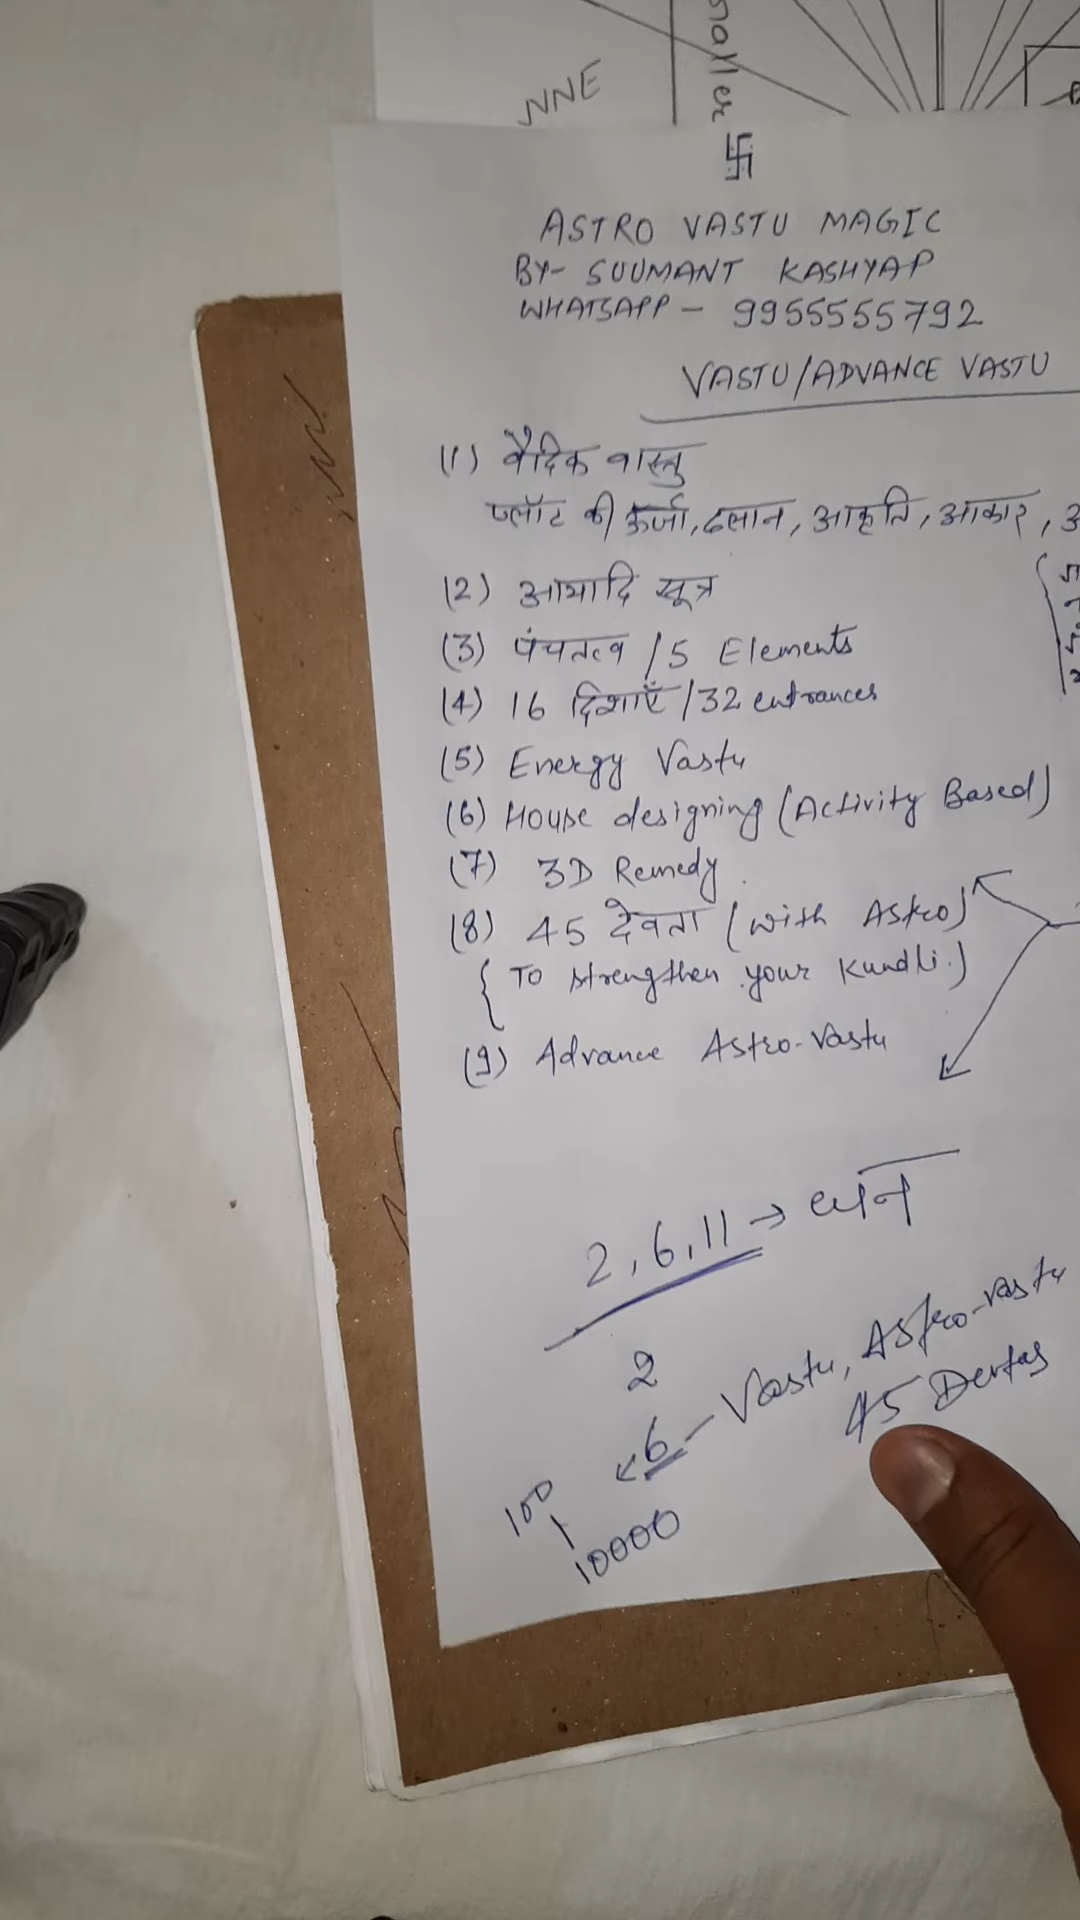 NNE
smaller
卐
ASTRO VASTU MAGIC
BY- SUUMANT KASHYAP
WHATSAPP - 9955555792
VASTU/ADVANCE VASTU
(1) वैदिक वास्तु
प्लॉट की ऊर्जा, ढलान, आकृति, आकार,
(2) आयादि सूत्र
(3) पंचतत्व / 5 Elements
(4) 16 दिशाएँ / 32 entrances
(5) Energy Vastu
(6) House designing (Activity Based)
(7) 3D Remedy
(8) 45 देवता (with Astro)
{ To strengthen your Kundli.)
(9) Advance Astro-Vastu
2, 6, 11 → धन
2
6 - Vastu, Astro-vastu
45 Devtas
100
10000